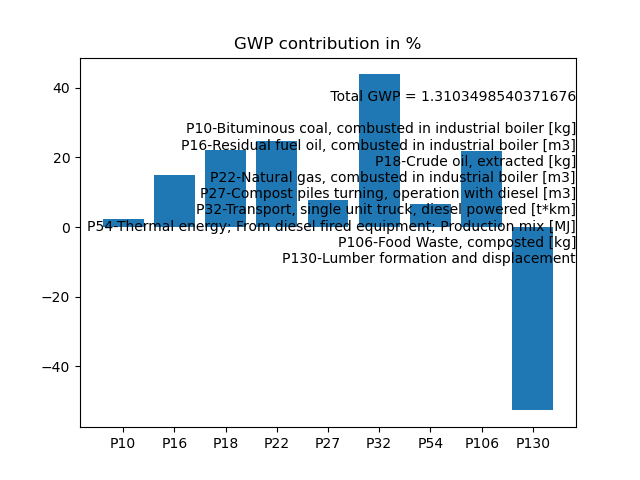 GWP contribution in %
40
20
0
−20
−40
Total GWP = 1.3103498540371676
P10-Bituminous coal, combusted in industrial boiler [kg]
P16-Residual fuel oil, combusted in industrial boiler [m3]
P18-Crude oil, extracted [kg]
P22-Natural gas, combusted in industrial boiler [m3]
P27-Compost piles turning, operation with diesel [m3]
P32-Transport, single unit truck, diesel powered [t*km]
P54-Thermal energy; From diesel fired equipment; Production mix [MJ]
P106-Food Waste, composted [kg]
P130-Lumber formation and displacement
P10 P16 P18 P22 P27 P32 P54 P106 P130